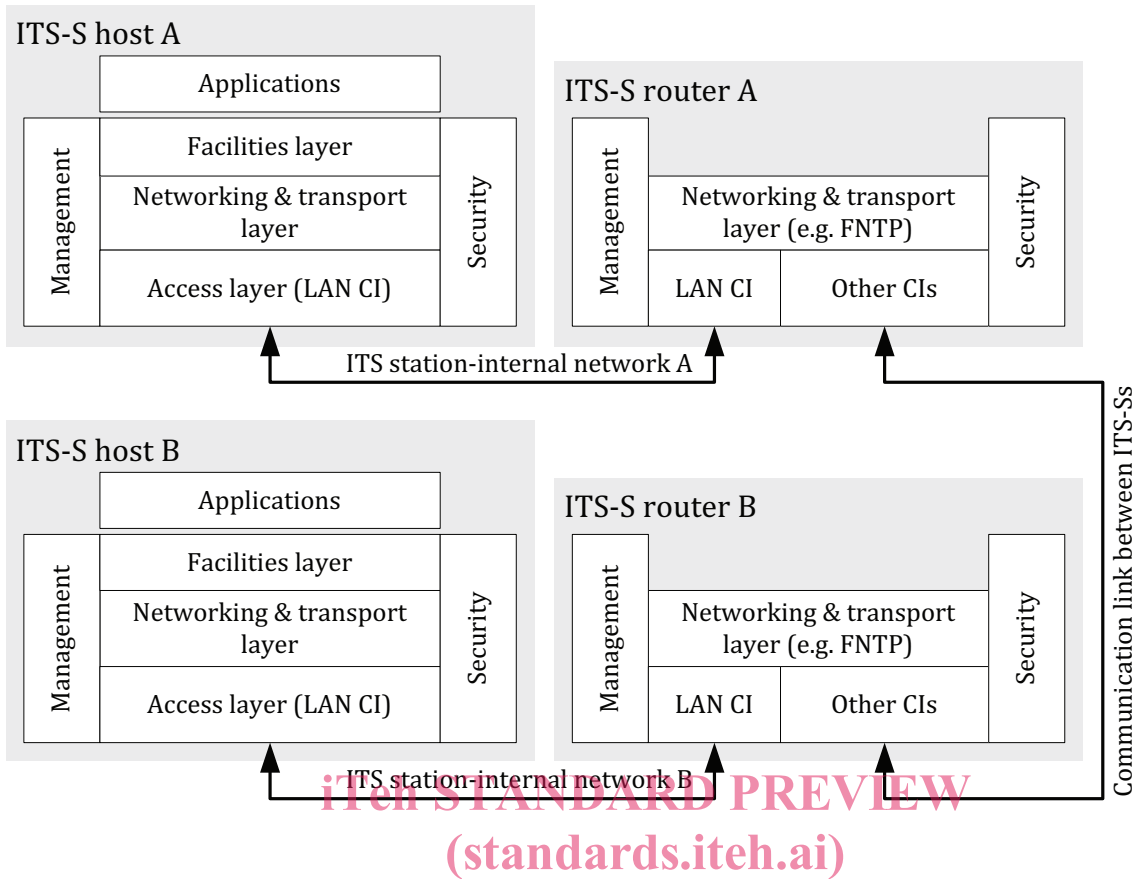 ITS-S host A
Applications
Management
Facilities layer
Networking & transport
layer
Access layer (LAN CI)
Security
ITS-S router A
Management
Networking & transport
layer (e.g. FNTP)
LAN CI
Other CIs
Security
ITS station-internal network A
Communication link between ITS-Ss
ITS-S host B
Applications
Management
Facilities layer
Networking & transport
layer
Access layer (LAN CI)
Security
ITS-S router B
Management
Networking & transport
layer (e.g. FNTP)
LAN CI
Other CIs
Security
ITS station-internal network B
iTeh STANDARD PREVIEW
(standards.iteh.ai)